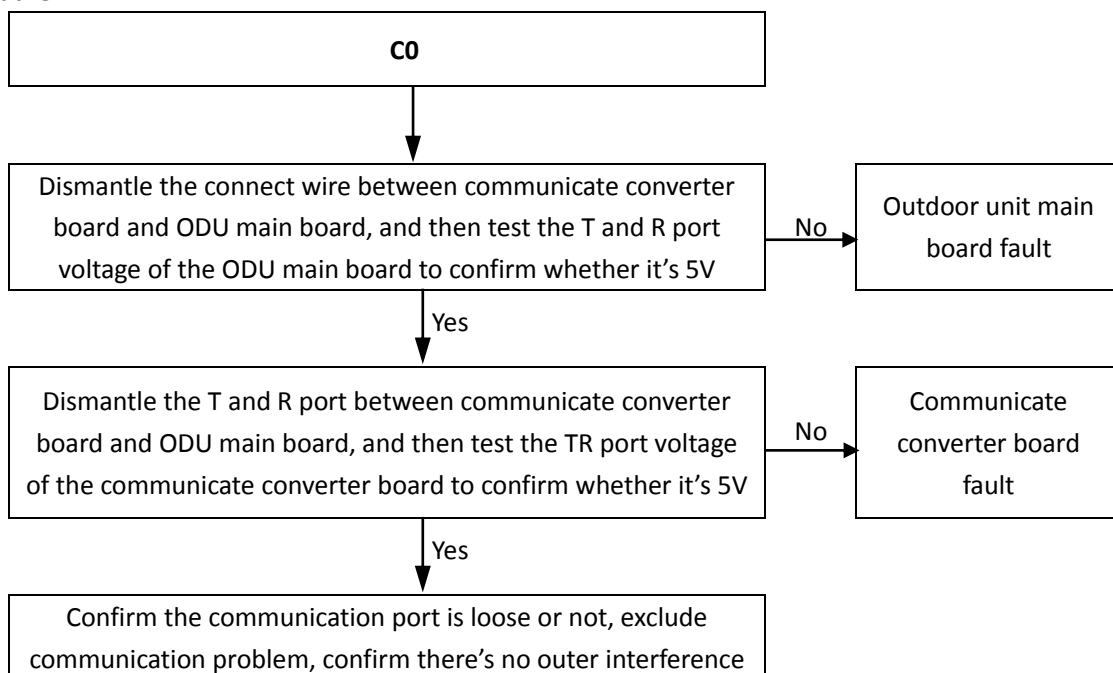 C0
Dismantle the connect wire between communicate converter
board and ODU main board, and then test the T and R port
voltage of the ODU main board to confirm whether it’s 5V
No
Outdoor unit main
board fault
Yes
Dismantle the T and R port between communicate converter
board and ODU main board, and then test the TR port voltage
of the communicate converter board to confirm whether it’s 5V
No
Communicate
converter board
fault
Yes
Confirm the communication port is loose or not, exclude
communication problem, confirm there’s no outer interference